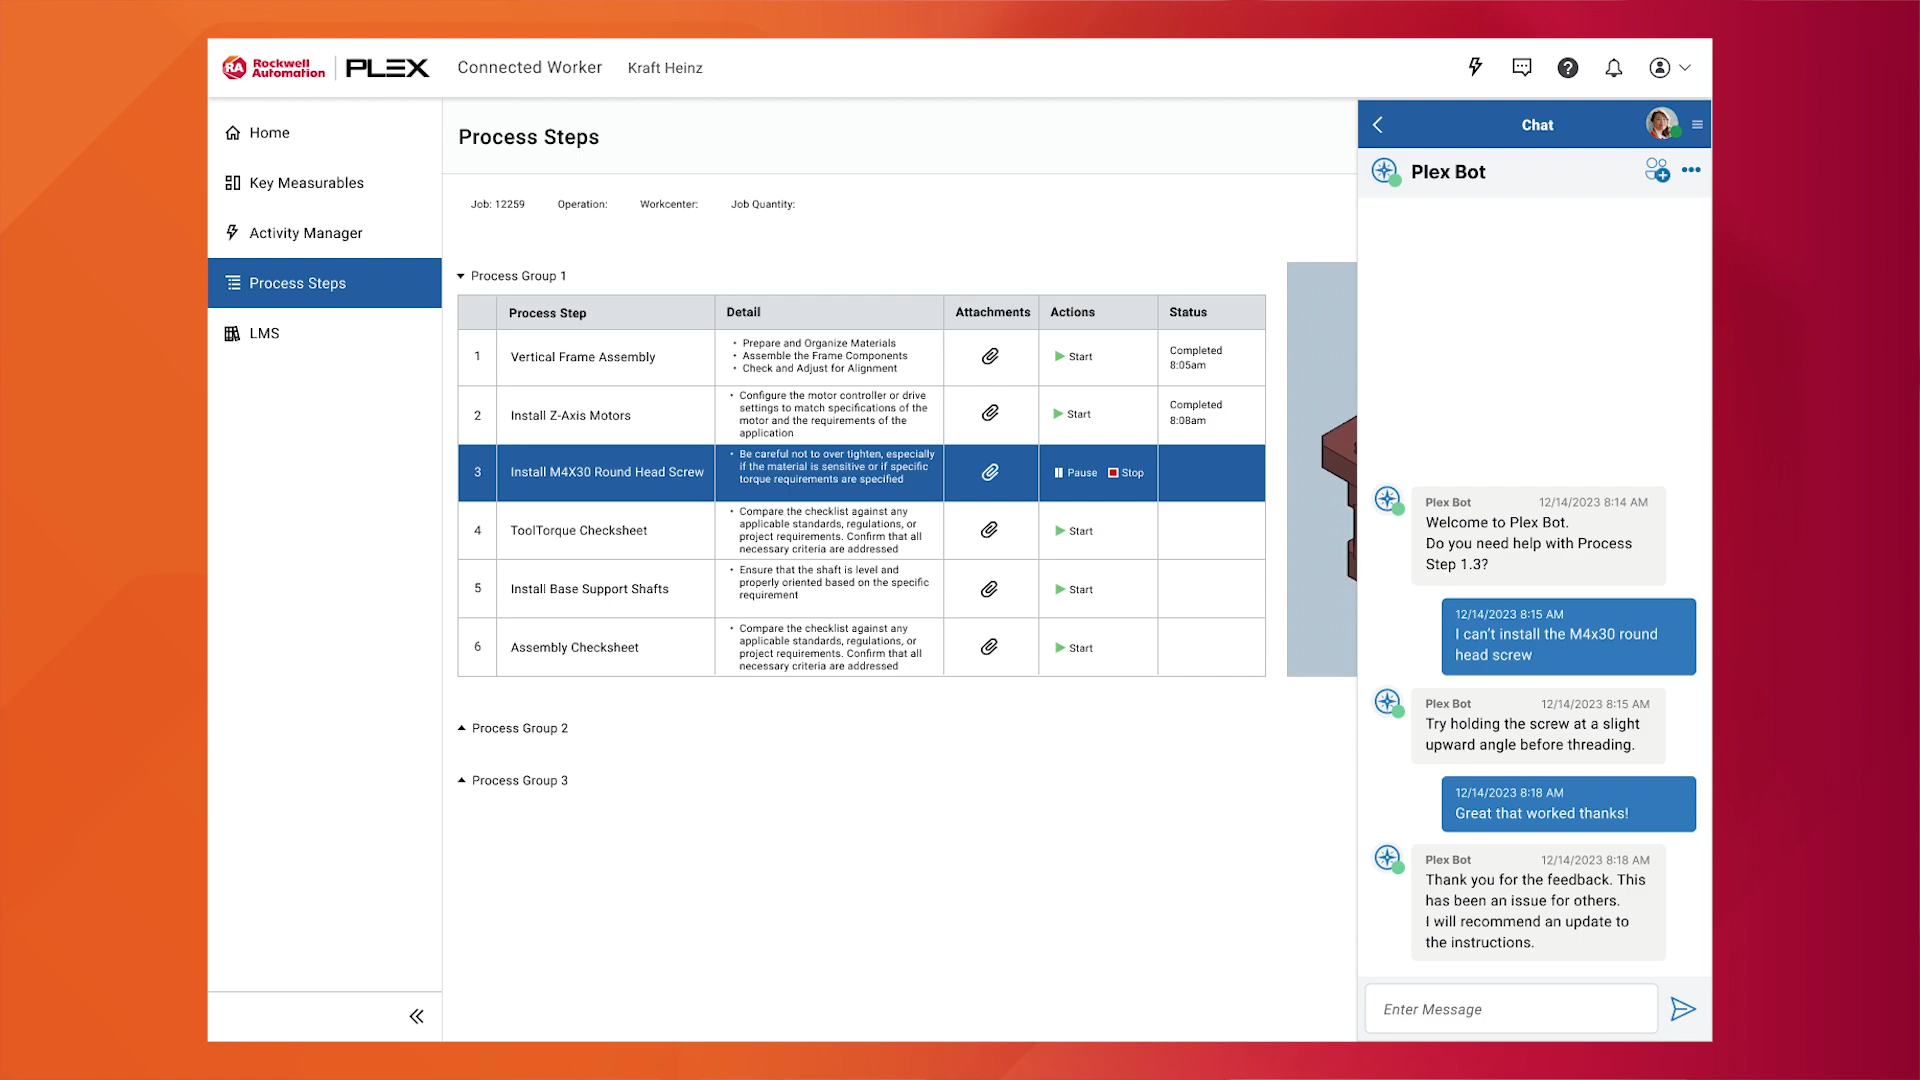 Rockwell
Automation
PLEX
Connected Worker
Kraft Heinz
Home
Key Measurables
Activity Manager
Process Steps
LMS
Process Steps
Job: 12259
Operation:
Workcenter:
Job Quantity:
Process Group 1
Process Step
Detail
Attachments
Actions
Status
1
Vertical Frame Assembly
• Prepare and Organize Materials
• Assemble the Frame Components
• Check and Adjust for Alignment
Start
Completed
8:05am
2
Install Z-Axis Motors
• Configure the motor controller or drive
settings to match specifications of the
motor and the requirements of the
application
Start
Completed
8:08am
3
Install M4X30 Round Head Screw
• Be careful not to over tighten, especially
if the material is sensitive or if specific
torque requirements are specified
Pause
Stop
4
ToolTorque Checksheet
• Compare the checklist against any
applicable standards, regulations, or
project requirements. Confirm that all
necessary criteria are addressed
Start
5
Install Base Support Shafts
• Ensure that the shaft is level and
properly oriented based on the specific
requirement
Start
6
Assembly Checksheet
• Compare the checklist against any
applicable standards, regulations, or
project requirements. Confirm that all
necessary criteria are addressed
Start
Process Group 2
Process Group 3
Chat
Plex Bot
Plex Bot 12/14/2023 8:14 AM
Welcome to Plex Bot.
Do you need help with Process
Step 1.3?
12/14/2023 8:15 AM
I can't install the M4x30 round
head screw
Plex Bot 12/14/2023 8:15 AM
Try holding the screw at a slight
upward angle before threading.
12/14/2023 8:18 AM
Great that worked thanks!
Plex Bot 12/14/2023 8:18 AM
Thank you for the feedback. This
has been an issue for others.
I will recommend an update to
the instructions.
Enter Message